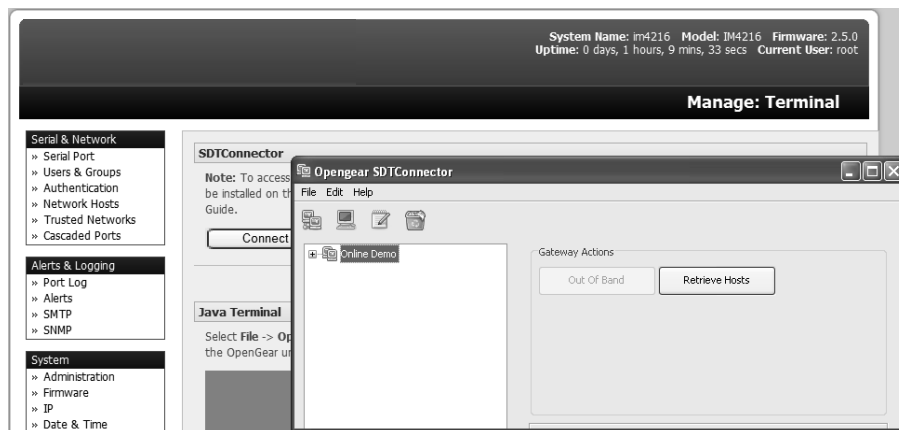 System Name: im4216 Model: IM4216 Firmware: 2.5.0
Uptime: 0 days, 1 hours, 9 mins, 33 secs Current User: root
Manage: Terminal
Serial & Network
» Serial Port
» Users & Groups
» Authentication
» Network Hosts
» Trusted Networks
» Cascaded Ports
Alerts & Logging
» Port Log
» Alerts
» SMTP
» SNMP
System
» Administration
» Firmware
» IP
» Date & Time
SDTConnector
Note: To access
be installed on th
Guide.
Connect
Java Terminal
Select File -> Op
the OpenGear un
Opengear SDTConnector
File Edit Help
Online Demo
Gateway Actions
Out Of Band Retrieve Hosts